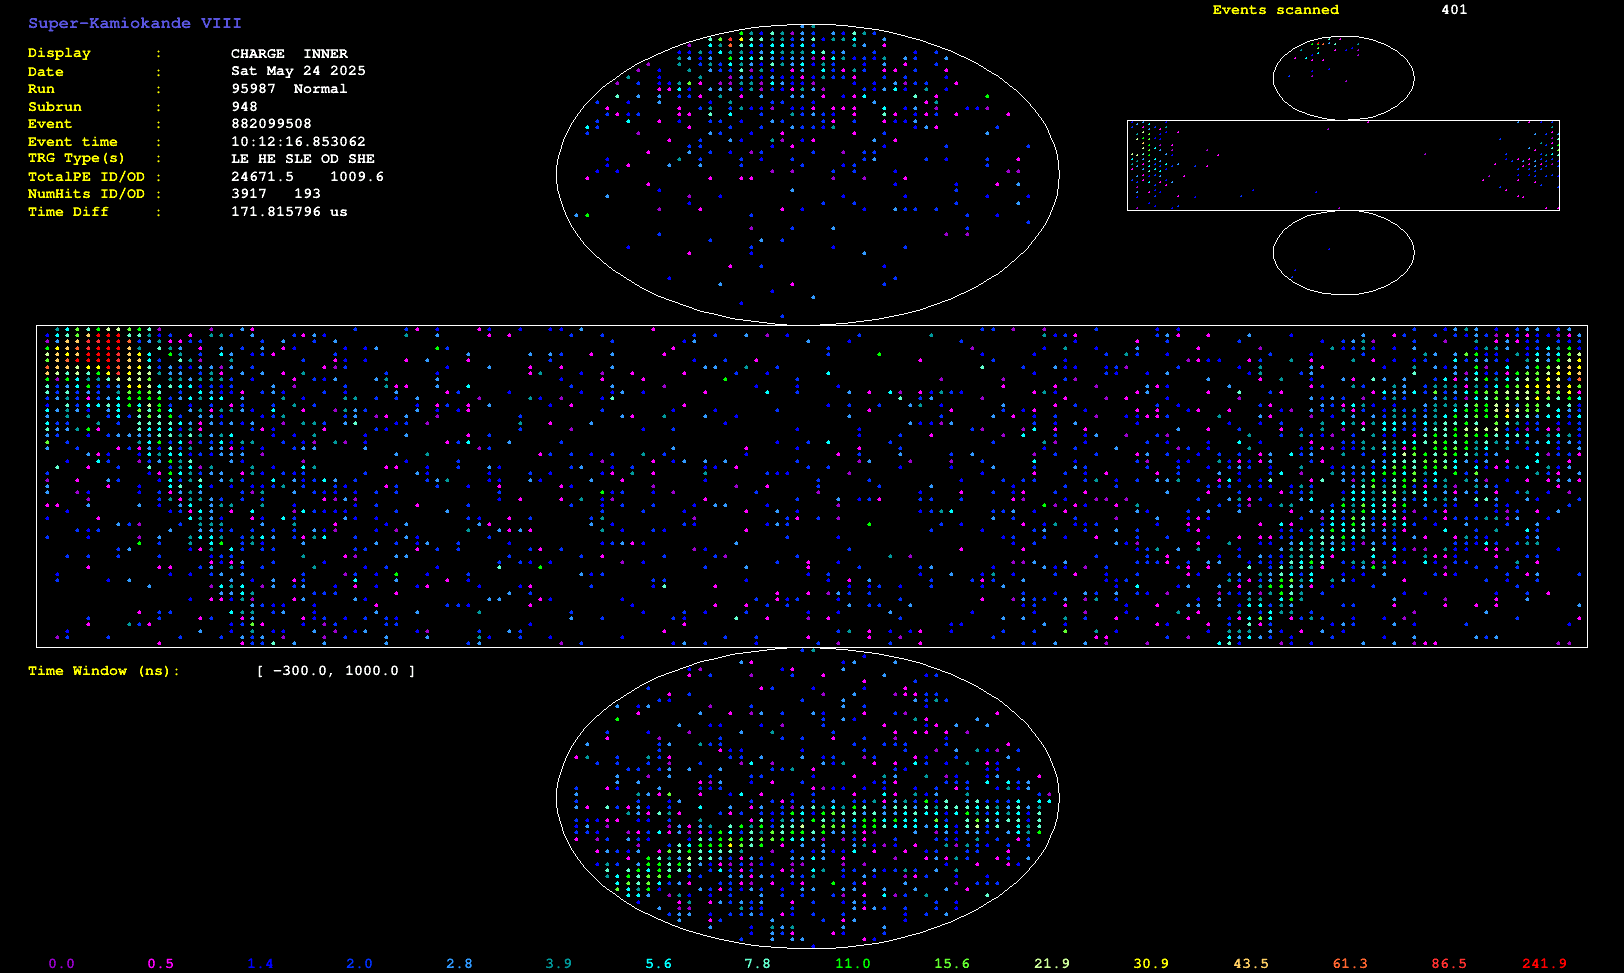 Super-Kamiokande VIII
Events scanned 401
Display : CHARGE INNER
Date : Sat May 24 2025
Run : 95987 Normal
Subrun : 948
Event : 882099508
Event time : 10:12:16.853062
TRG Type(s) : LE HE SLE OD SHE
TotalPE ID/OD : 24671.5 1009.6
NumHits ID/OD : 3917 193
Time Diff : 171.815796 us
Time Window (ns): [ -300.0, 1000.0 ]
0.0 0.5 1.4 2.0 2.8 3.9 5.6 7.8 11.0 15.6 21.9 30.9 43.5 61.3 86.5 241.9